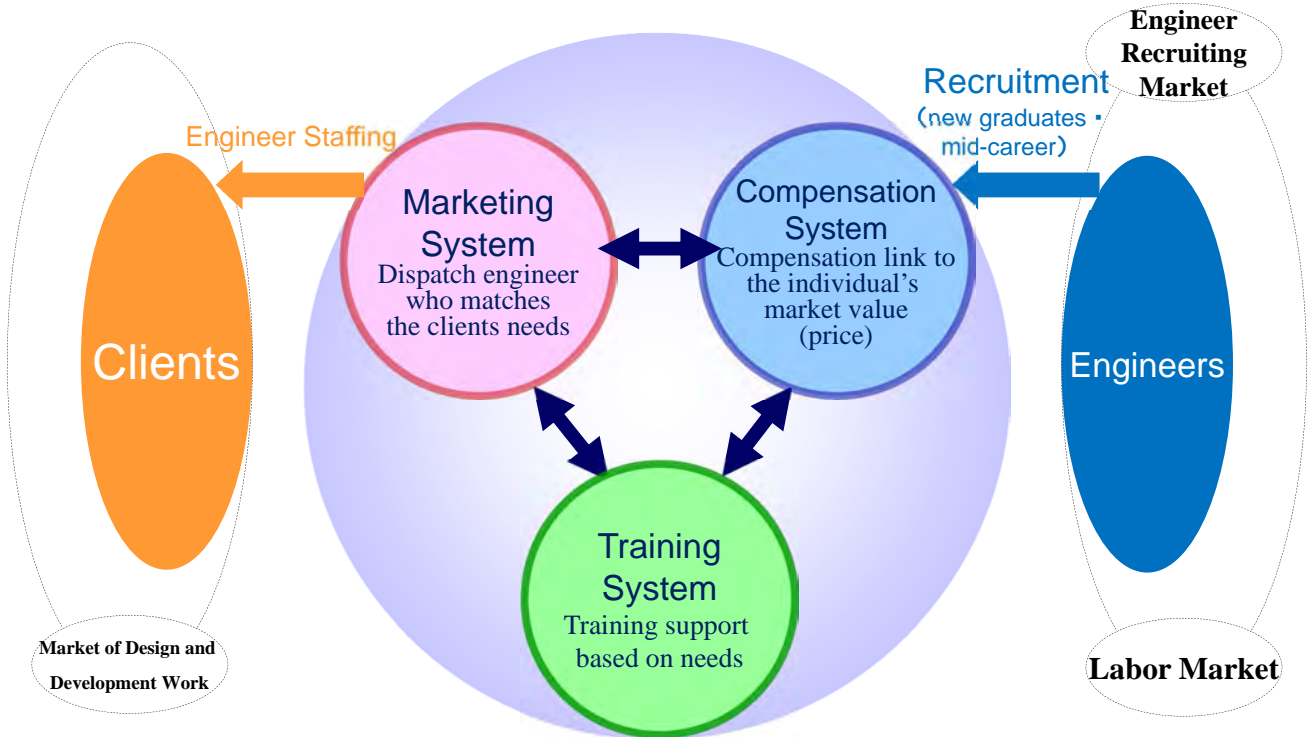 Engineer
Recruiting
Market
Recruitment
(new graduates・
mid-career)
Engineer Staffing
Marketing
System
Dispatch engineer
who matches
the clients needs
Compensation
System
Compensation link to
the individual's
market value
(price)
Clients
Engineers
Training
System
Training support
based on needs
Market of Design and
Development Work
Labor Market